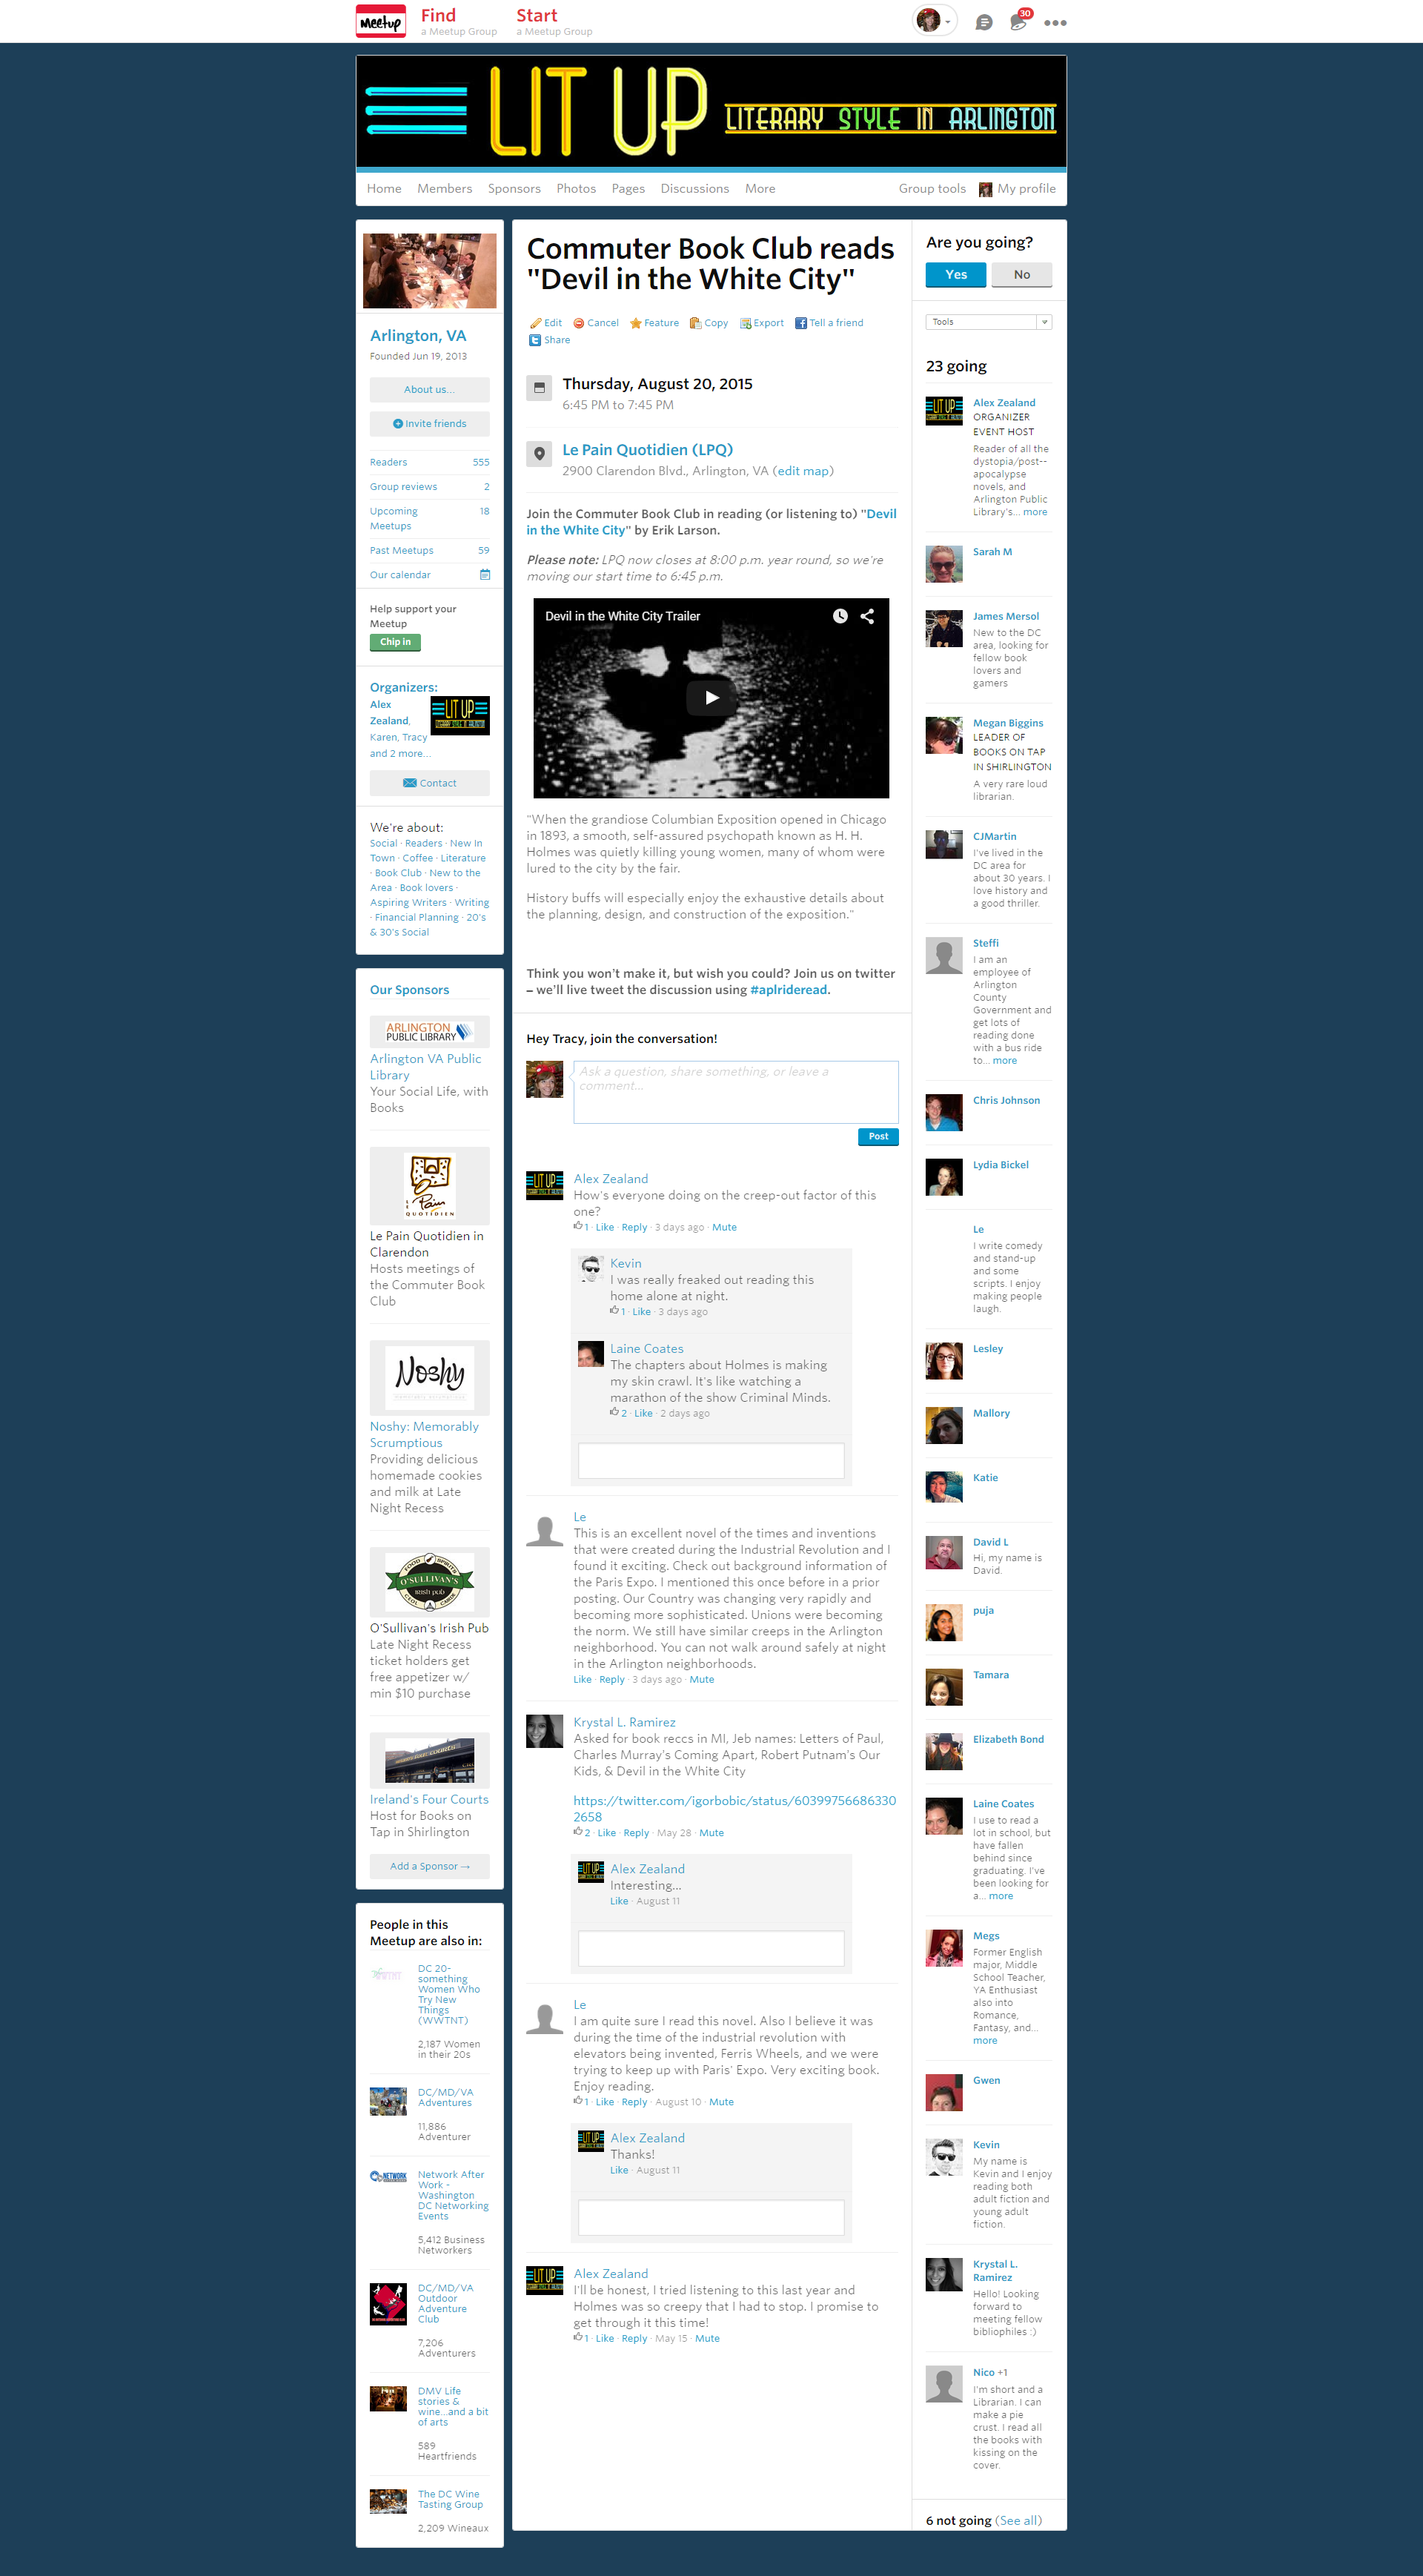 Meetup
Find
a Meetup Group
Start
a Meetup Group
30
LIT UP LITERARY STYLE IN ARLINGTON
Home Members Sponsors Photos Pages Discussions More Group tools My profile
Arlington, VA
Founded Jun 19, 2013
About us...
Invite friends
Readers 555
Group reviews 2
Upcoming 18
Meetups
Past Meetups 59
Our calendar
Help support your
Meetup
Chip in
Organizers:
Alex
Zealand,
Karen, Tracy
and 2 more...
LIT UP
LITERARY STYLE IN ARLINGTON
Contact
We're about:
Social · Readers · New In
Town · Coffee · Literature
· Book Club · New to the
Area · Book lovers ·
Aspiring Writers · Writing
· Financial Planning · 20's
& 30's Social
Our Sponsors
ARLINGTON
PUBLIC LIBRARY
Arlington VA Public
Library
Your Social Life, with
Books
LE Pain
QUOTIDIEN
Le Pain Quotidien in
Clarendon
Hosts meetings of
the Commuter Book
Club
Noshy
Noshy: Memorably
Scrumptious
Providing delicious
homemade cookies
and milk at Late
Night Recess
FOOD SPIRITS
O'SULLIVAN'S
irish pub
CEOL CAIRDE
O'Sullivan's Irish Pub
Late Night Recess
ticket holders get
free appetizer w/
min $10 purchase
Ireland's Four Courts
Host for Books on
Tap in Shirlington
Add a Sponsor →
People in this
Meetup are also in:
WWTNT
DC 20-
something
Women Who
Try New
Things
(WWTNT)
2,187 Women
in their 20s
DC/MD/VA
Adventures
11,886
Adventurer
NETWORK
Network After
Work -
Washington
DC Networking
Events
5,412 Business
Networkers
DC/MD/VA
Outdoor
Adventure
Club
7,206
Adventurers
DMV Life
stories &
wine...and a bit
of arts
589
Heartfriends
The DC Wine
Tasting Group
2,209 Wineaux
Commuter Book Club reads
"Devil in the White City"
Edit Cancel Feature Copy Export Tell a friend
Share
Thursday, August 20, 2015
6:45 PM to 7:45 PM
Le Pain Quotidien (LPQ)
2900 Clarendon Blvd., Arlington, VA (edit map)
Join the Commuter Book Club in reading (or listening to) "Devil
in the White City" by Erik Larson.
Please note: LPQ now closes at 8:00 p.m. year round, so we're
moving our start time to 6:45 p.m.
Devil in the White City Trailer
"When the grandiose Columbian Exposition opened in Chicago
in 1893, a smooth, self-assured psychopath known as H. H.
Holmes was quietly killing young women, many of whom were
lured to the city by the fair.
History buffs will especially enjoy the exhaustive details about
the planning, design, and construction of the exposition."
Think you won't make it, but wish you could? Join us on twitter
– we'll live tweet the discussion using #aplrideread.
Hey Tracy, join the conversation!
Ask a question, share something, or leave a
comment...
Post
Alex Zealand
How's everyone doing on the creep-out factor of this
one?
1 · Like · Reply · 3 days ago · Mute
Kevin
I was really freaked out reading this
home alone at night.
1 · Like · 3 days ago
Laine Coates
The chapters about Holmes is making
my skin crawl. It's like watching a
marathon of the show Criminal Minds.
2 · Like · 2 days ago
Le
This is an excellent novel of the times and inventions
that were created during the Industrial Revolution and I
found it exciting. Check out background information of
the Paris Expo. I mentioned this once before in a prior
posting. Our Country was changing very rapidly and
becoming more sophisticated. Unions were becoming
the norm. We still have similar creeps in the Arlington
neighborhood. You can not walk around safely at night
in the Arlington neighborhoods.
Like · Reply · 3 days ago · Mute
Krystal L. Ramirez
Asked for book reccs in MI, Jeb names: Letters of Paul,
Charles Murray's Coming Apart, Robert Putnam's Our
Kids, & Devil in the White City
https://twitter.com/igorbobic/status/60399756686330
2658
2 · Like · Reply · May 28 · Mute
Alex Zealand
Interesting...
Like · August 11
Le
I am quite sure I read this novel. Also I believe it was
during the time of the industrial revolution with
elevators being invented, Ferris Wheels, and we were
trying to keep up with Paris' Expo. Very exciting book.
Enjoy reading.
1 · Like · Reply · August 10 · Mute
Alex Zealand
Thanks!
Like · August 11
Alex Zealand
I'll be honest, I tried listening to this last year and
Holmes was so creepy that I had to stop. I promise to
get through it this time!
1 · Like · Reply · May 15 · Mute
Are you going?
Yes No
Tools
23 going
Alex Zealand
ORGANIZER
EVENT HOST
Reader of all the
dystopia/post--
apocalypse
novels, and
Arlington Public
Library's... more
Sarah M
James Mersol
New to the DC
area, looking for
fellow book
lovers and
gamers
Megan Biggins
LEADER OF
BOOKS ON TAP
IN SHIRLINGTON
A very rare loud
librarian.
CJMartin
I've lived in the
DC area for
about 30 years. I
love history and
a good thriller.
Steffi
I am an
employee of
Arlington
County
Government and
get lots of
reading done
with a bus ride
to... more
Chris Johnson
Lydia Bickel
Le
I write comedy
and stand-up
and some
scripts. I enjoy
making people
laugh.
Lesley
Mallory
Katie
David L
Hi, my name is
David.
puja
Tamara
Elizabeth Bond
Laine Coates
I use to read a
lot in school, but
have fallen
behind since
graduating. I've
been looking for
a... more
Megs
Former English
major, Middle
School Teacher,
YA Enthusiast
also into
Romance,
Fantasy, and...
more
Gwen
Kevin
My name is
Kevin and I enjoy
reading both
adult fiction and
young adult
fiction.
Krystal L.
Ramirez
Hello! Looking
forward to
meeting fellow
bibliophiles :)
Nico +1
I'm short and a
Librarian. I can
make a pie
crust. I read all
the books with
kissing on the
cover.
6 not going (See all)